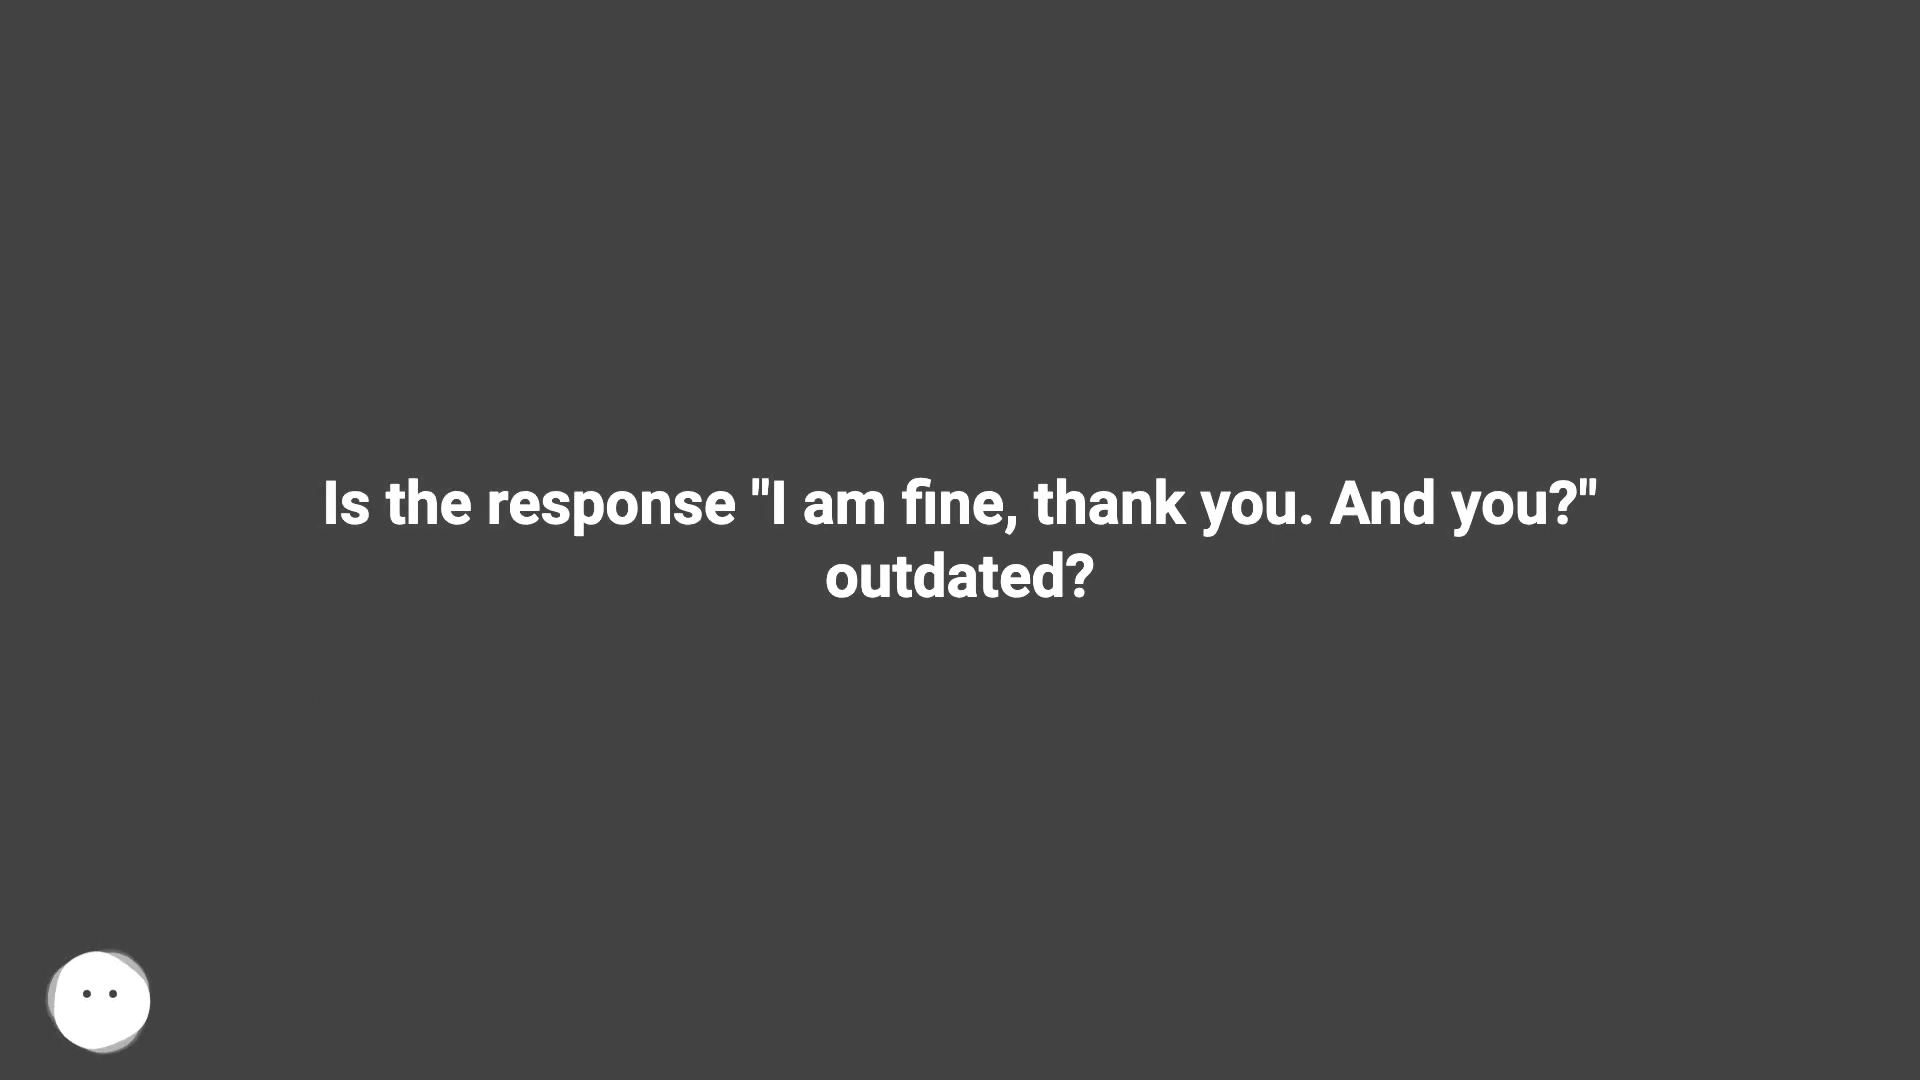 Is the response "I am fine, thank you. And you?"
outdated?